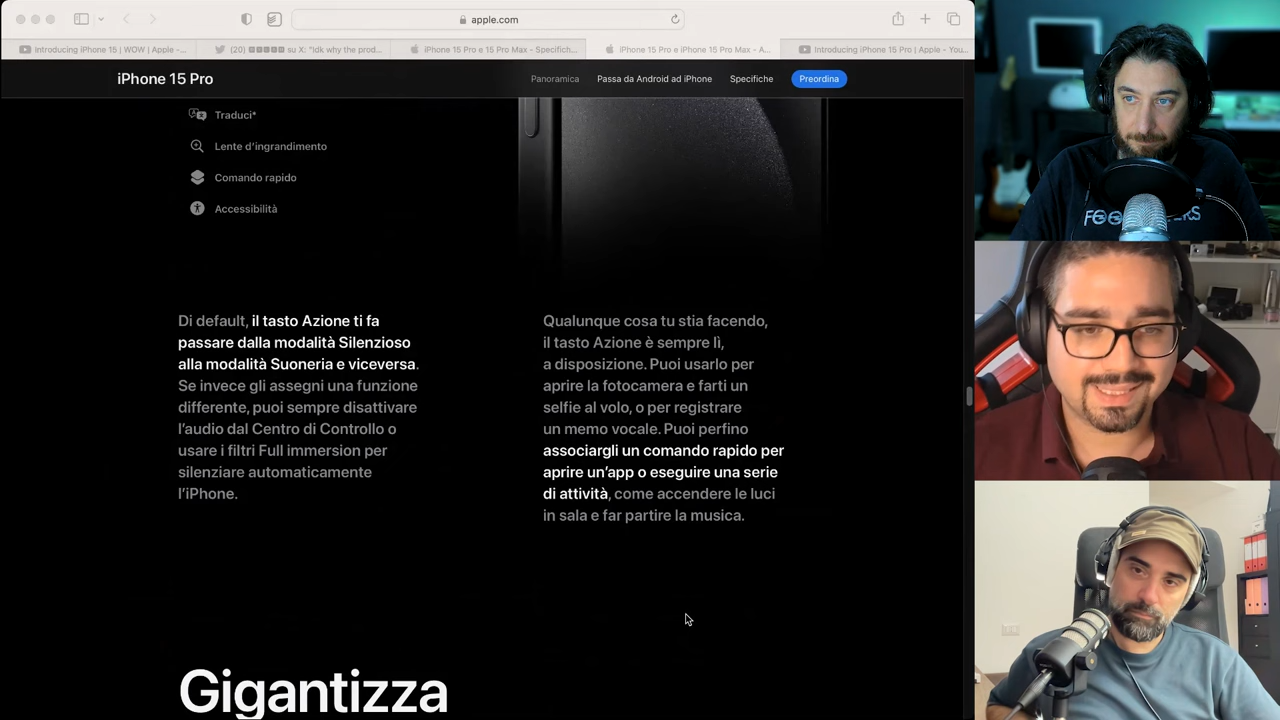 apple.com
Introducing iPhone 15 | WOW | Apple -...
su X: "Idk why the prod...
iPhone 15 Pro e 15 Pro Max - Specifich...
iPhone 15 Pro e iPhone 15 Pro Max - A...
Introducing iPhone 15 Pro | Apple - You...
iPhone 15 Pro
Panoramica
Passa da Android ad iPhone
Specifiche
Preordina
Traduci*
Lente d'ingrandimento
Comando rapido
Accessibilità
Di default, il tasto Azione ti fa
passare dalla modalità Silenzioso
alla modalità Suoneria e viceversa.
Se invece gli assegni una funzione
differente, puoi sempre disattivare
l'audio dal Centro di Controllo o
usare i filtri Full immersion per
silenziare automaticamente
l'iPhone.
Qualunque cosa tu stia facendo,
il tasto Azione è sempre lì,
a disposizione. Puoi usarlo per
aprire la fotocamera e farti un
selfie al volo, o per registrare
un memo vocale. Puoi perfino
associargli un comando rapido per
aprire un'app o eseguire una serie
di attività, come accendere le luci
in sala e far partire la musica.
Gigantizza